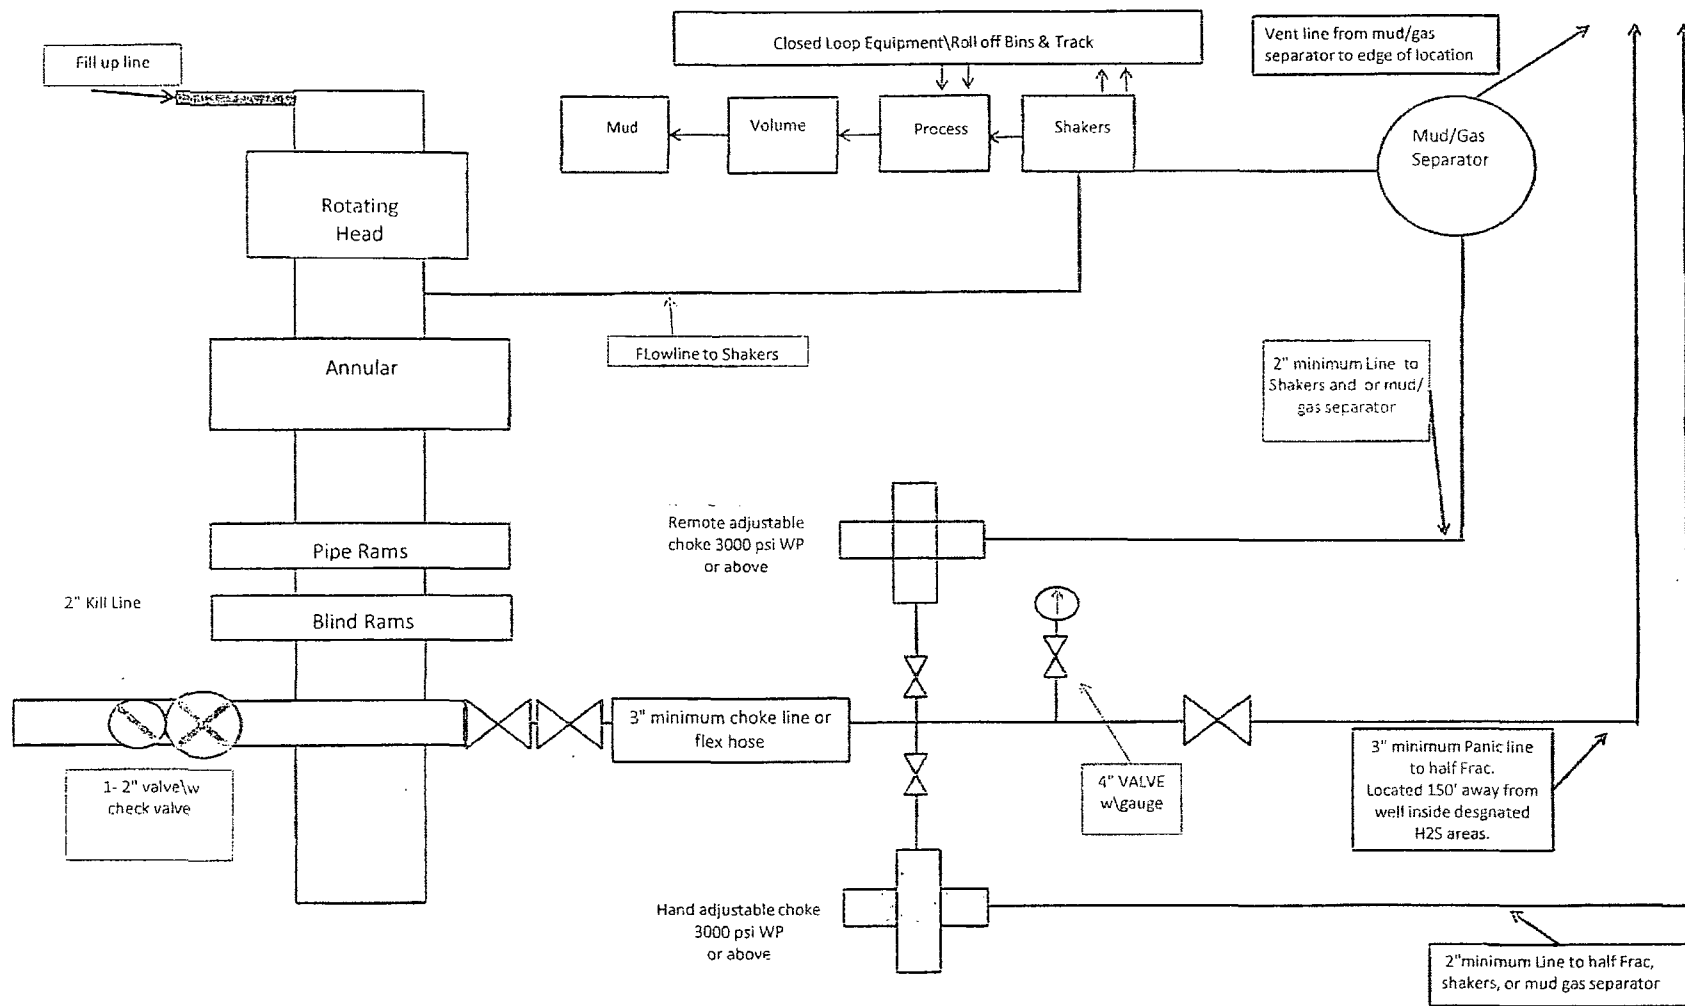 Fill up line
Closed Loop Equipment\Roll off Bins & Track
Vent line from mud/gas
separator to edge of location
Mud
Volume
Process
Shakers
Mud/Gas
Separator
Rotating
Head
FLowline to Shakers
Annular
2" minimum Line to
Shakers and or mud/
gas separator
Remote adjustable
choke 3000 psi WP
or above
Pipe Rams
2" Kill Line
Blind Rams
3" minimum choke line or
flex hose
1- 2" valve\w
check valve
4" VALVE
w\gauge
3" minimum Panic line
to half Frac.
Located 150' away from
well inside desgnated
H2S areas.
Hand adjustable choke
3000 psi WP
or above
2"minimum Line to half Frac,
shakers, or mud gas separator